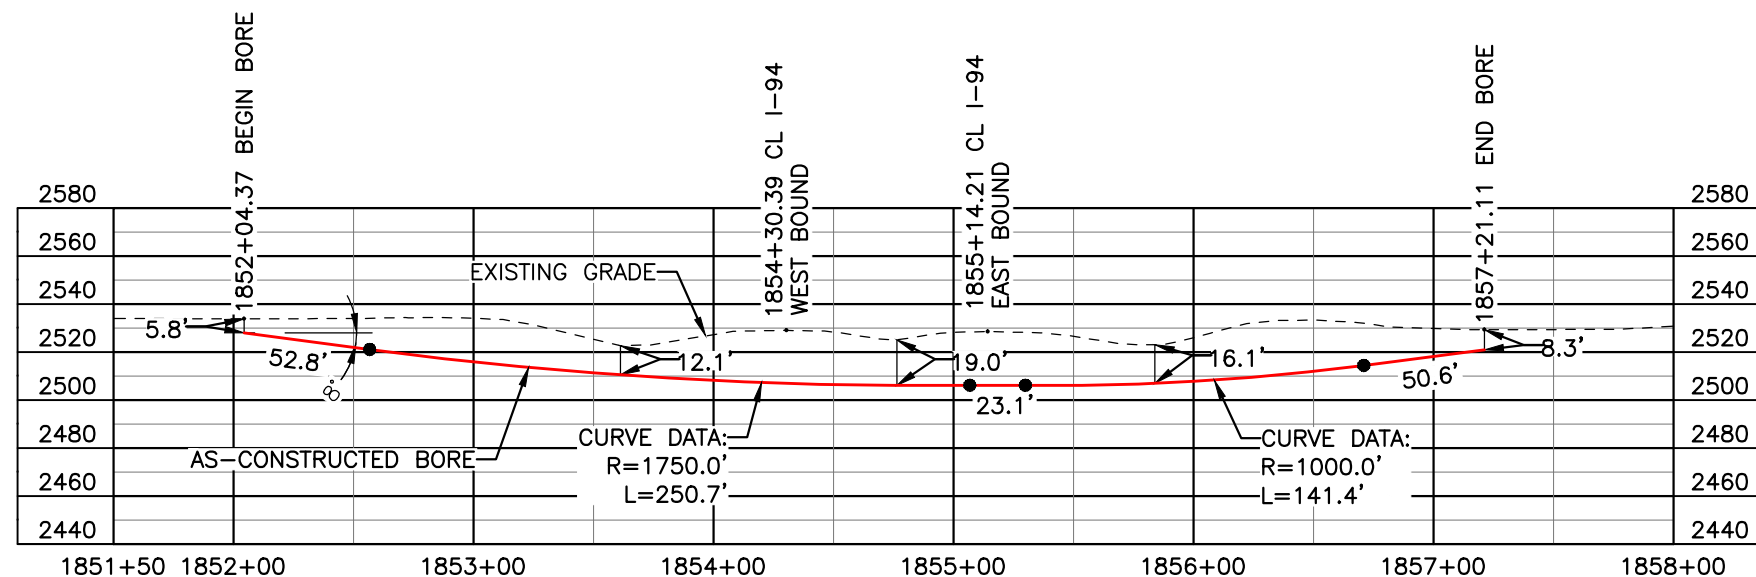 1852+04.37 BEGIN BORE
1854+30.39 CL I-94
WEST BOUND
1855+14.21 CL I-94
EAST BOUND
1857+21.11 END BORE
2580
2580
2560
2560
EXISTING GRADE
2540
2540
5.8'
2520
2520
52.8'
12.1'
19.0'
16.1'
8.3'
8°
2500
2500
23.1'
50.6'
2480
2480
AS-CONSTRUCTED BORE
CURVE DATA:
R=1750.0'
L=250.7'
CURVE DATA:
R=1000.0'
L=141.4'
2460
2460
2440
2440
1851+50 1852+00 1853+00 1854+00 1855+00 1856+00 1857+00 1858+00